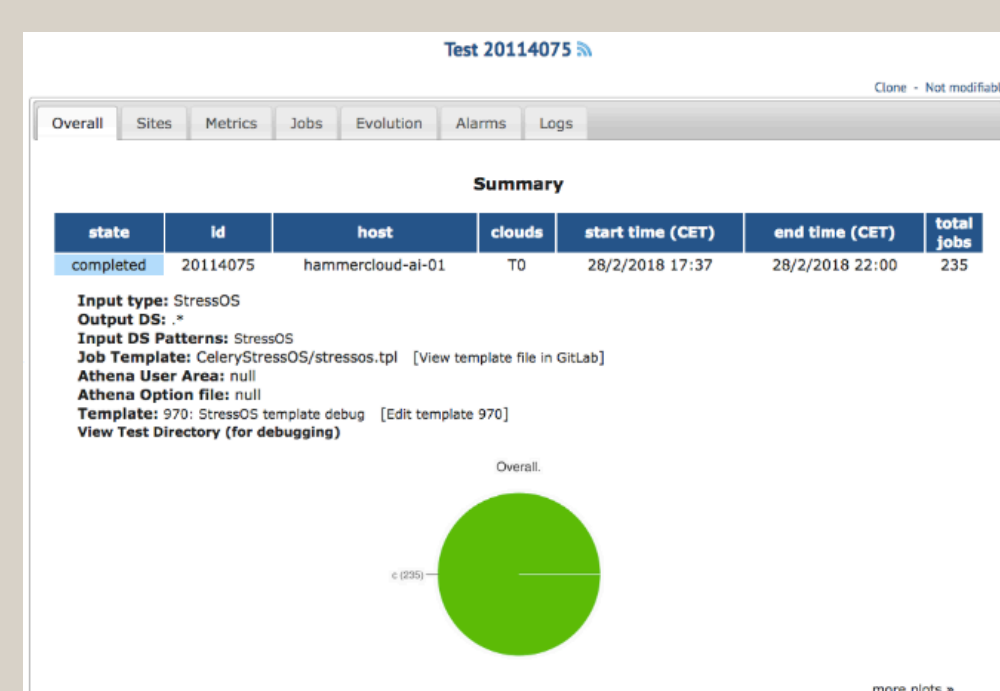 Test 20114075
Clone - Not modifiabl
Overall Sites Metrics Jobs Evolution Alarms Logs
Summary
state id host clouds start time (CET) end time (CET) total jobs
completed 20114075 hammercloud-ai-01 T0 28/2/2018 17:37 28/2/2018 22:00 235
Input type: StressOS
Output DS: .*
Input DS Patterns: StressOS
Job Template: CeleryStressOS/stressos.tpl [View template file in GitLab]
Athena User Area: null
Athena Option file: null
Template: 970: StressOS template debug [Edit template 970]
View Test Directory (for debugging)
Overall.
c (235)
more plots »